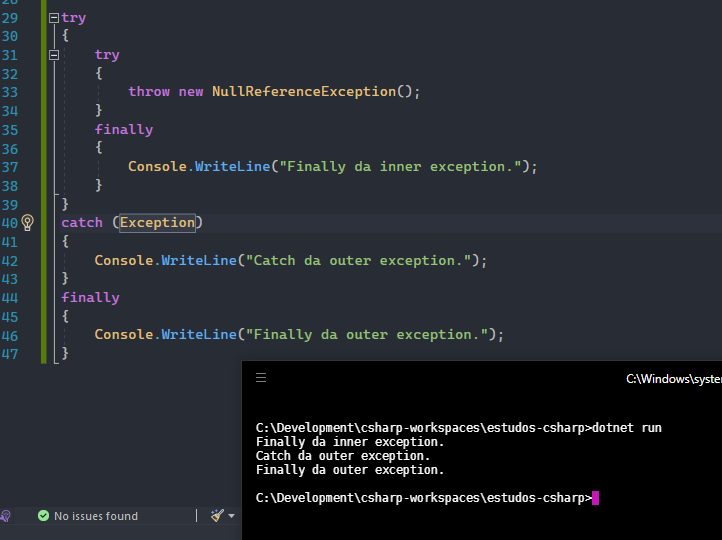 28
29 try
30 {
31 try
32 {
33 throw new NullReferenceException();
34 }
35 finally
36 {
37 Console.WriteLine("Finally da inner exception.");
38 }
39 }
40 catch (Exception)
41 {
42 Console.WriteLine("Catch da outer exception.");
43 }
44 finally
45 {
46 Console.WriteLine("Finally da outer exception.");
47 }
C:\Windows\syste
C:\Development\csharp-workspaces\estudos-csharp>dotnet run
Finally da inner exception.
Catch da outer exception.
Finally da outer exception.
C:\Development\csharp-workspaces\estudos-csharp>
No issues found